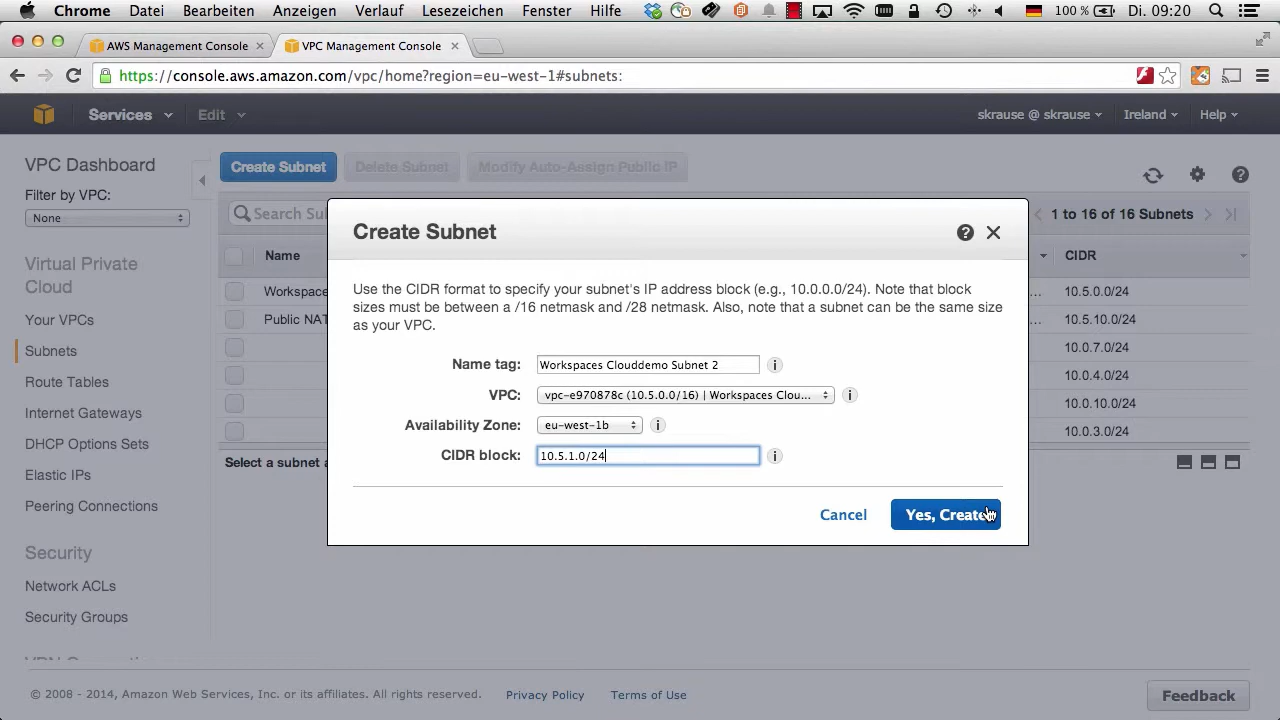 Chrome Datei Bearbeiten Anzeigen Verlauf Lesezeichen Fenster Hilfe 100 % Di. 09:20
AWS Management Console VPC Management Console
https://console.aws.amazon.com/vpc/home?region=eu-west-1#subnets:
Services Edit skrause @ skrause Ireland Help
VPC Dashboard
Create Subnet Delete Subnet Modify Auto-Assign Public IP
Filter by VPC:
None
Search Su
1 to 16 of 16 Subnets
Name CIDR
Workspace ... 10.5.0.0/24
Public NAT ... 10.5.10.0/24
10.0.7.0/24
10.0.4.0/24
10.0.10.0/24
10.0.3.0/24
Select a subnet a
Virtual Private
Cloud
Your VPCs
Subnets
Route Tables
Internet Gateways
DHCP Options Sets
Elastic IPs
Peering Connections
Security
Network ACLs
Security Groups
Create Subnet
Use the CIDR format to specify your subnet's IP address block (e.g., 10.0.0.0/24). Note that block
sizes must be between a /16 netmask and /28 netmask. Also, note that a subnet can be the same size
as your VPC.
Name tag: Workspaces Clouddemo Subnet 2
VPC: vpc-e970878c (10.5.0.0/16) | Workspaces Clou...
Availability Zone: eu-west-1b
CIDR block: 10.5.1.0/24
Cancel Yes, Create
© 2008 - 2014, Amazon Web Services, Inc. or its affiliates. All rights reserved. Privacy Policy Terms of Use Feedback